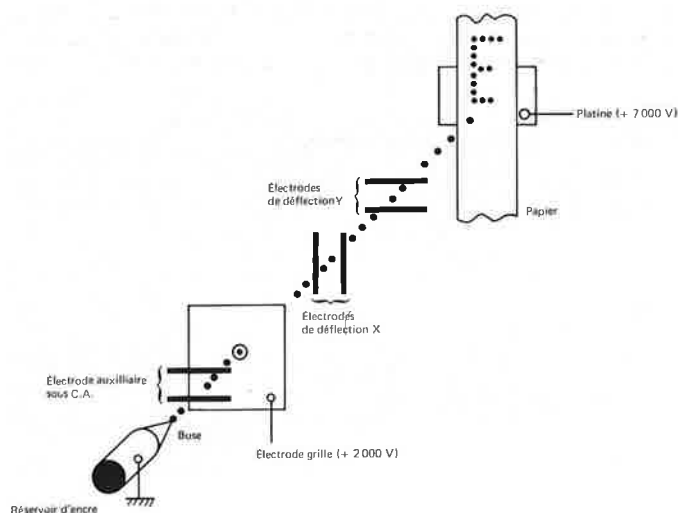 E
Platine (+ 7 000 V)
Électrodes
de déflection Y
Papier
Électrodes
de déflection X
Électrode auxilliaire
sous C.A.
Buse
Électrode grille (+ 2 000 V)
Réservoir d'encre